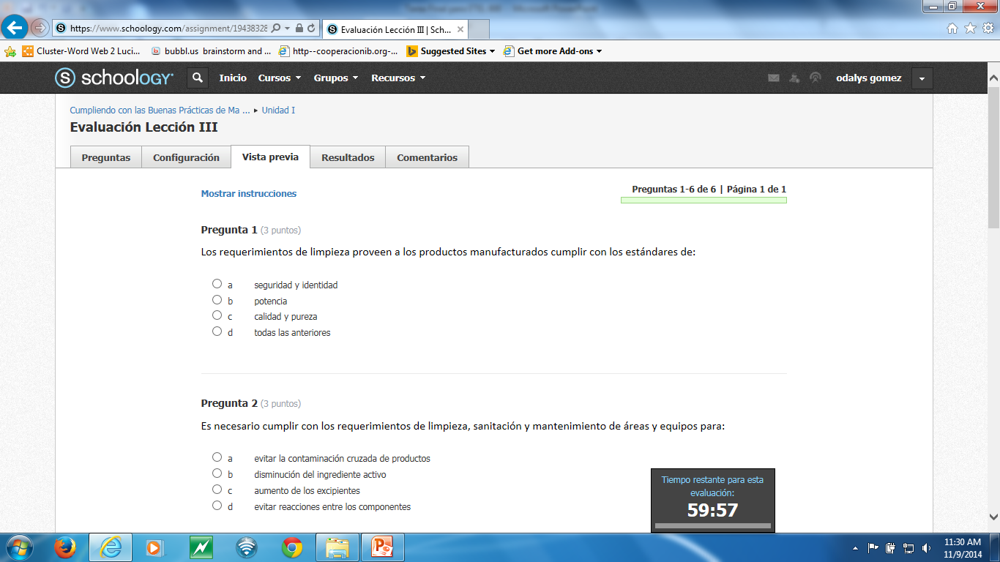 https://www.schoology.com/assignment/19438328
Evaluación Lección III | Sch...
Cluster-Word Web 2 Luci...
bubbl.us brainstorm and ...
http--cooperacionib.org-...
Suggested Sites
Get more Add-ons
S schoology
Inicio
Cursos
Grupos
Recursos
odalys gomez
Cumpliendo con las Buenas Prácticas de Ma ... ▸ Unidad I
Evaluación Lección III
Preguntas
Configuración
Vista previa
Resultados
Comentarios
Mostrar instrucciones
Preguntas 1-6 de 6 | Página 1 de 1
Pregunta 1 (3 puntos)
Los requerimientos de limpieza proveen a los productos manufacturados cumplir con los estándares de:
a seguridad y identidad
b potencia
c calidad y pureza
d todas las anteriores
Pregunta 2 (3 puntos)
Es necesario cumplir con los requerimientos de limpieza, sanitación y mantenimiento de áreas y equipos para:
a evitar la contaminación cruzada de productos
b disminución del ingrediente activo
c aumento de los excipientes
d evitar reacciones entre los componentes
Tiempo restante para esta
evaluación:
59:57
11:30 AM
11/9/2014